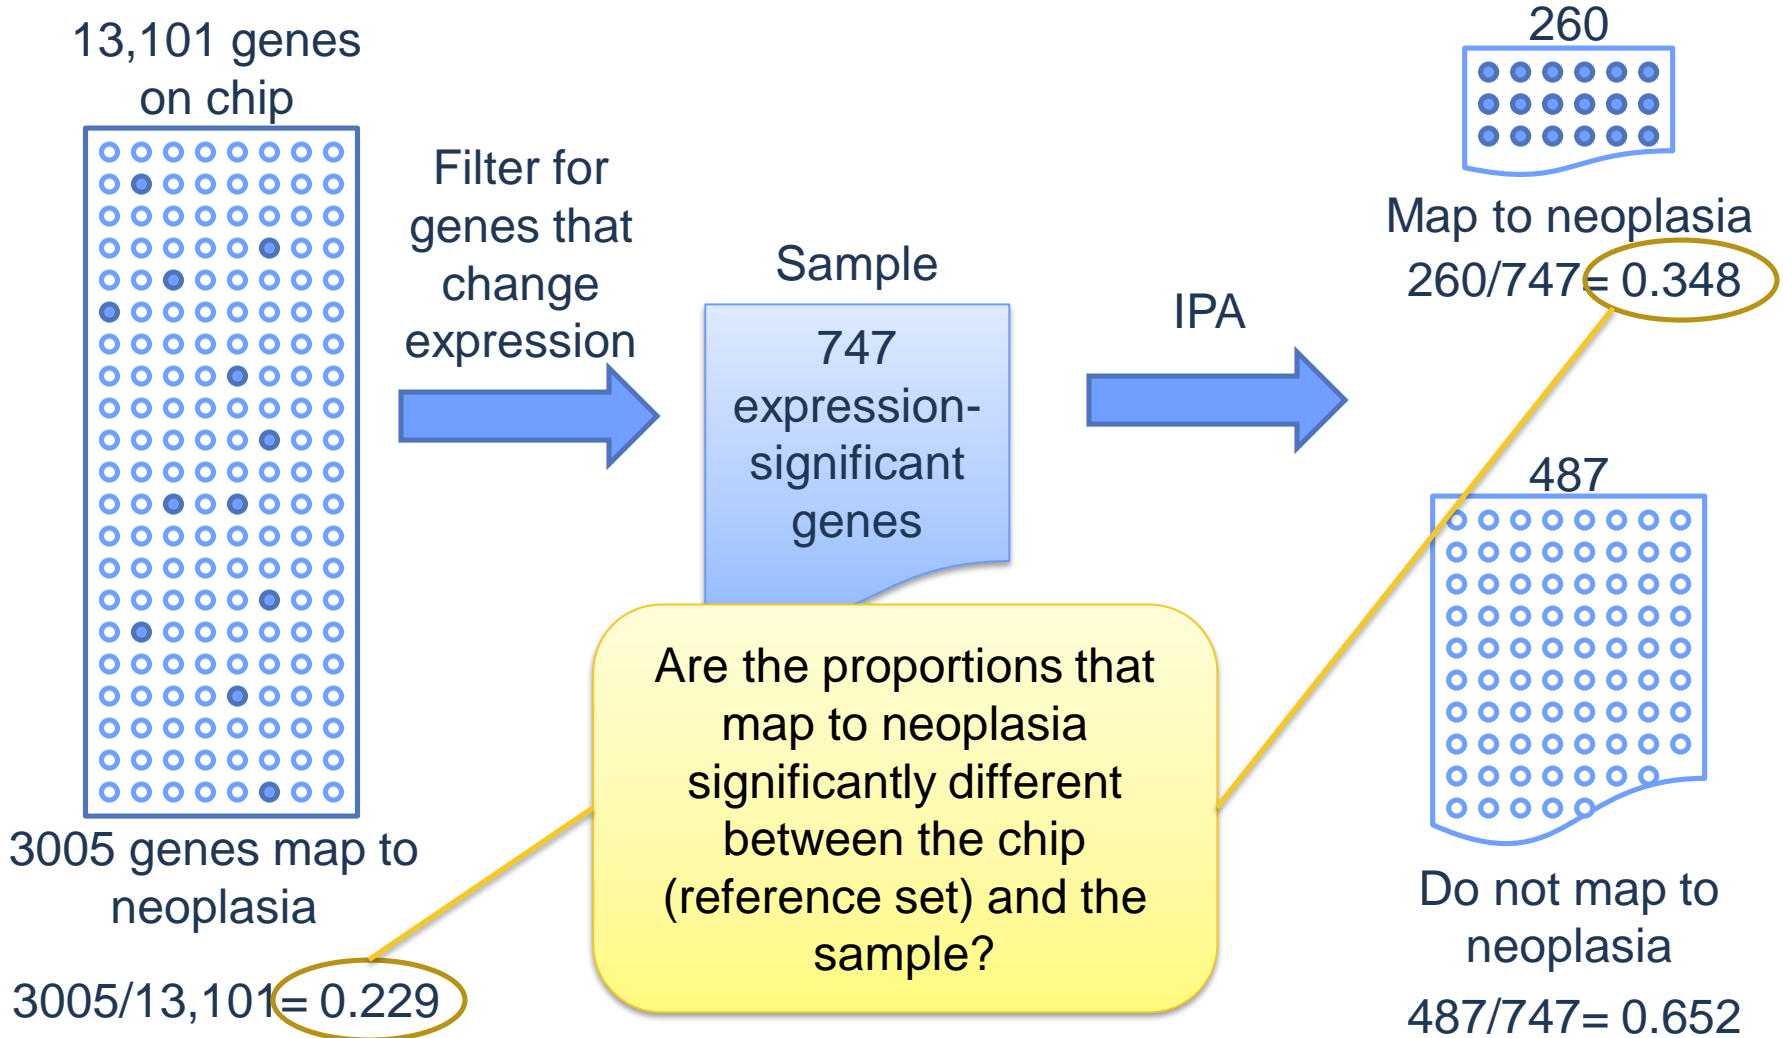 13,101 genes
on chip
3005 genes map to
neoplasia
3005/13,101= 0.229
Filter for
genes that
change
expression
Sample
747
expression-
significant
genes
IPA
Are the proportions that
map to neoplasia
significantly different
between the chip
(reference set) and the
sample?
260
Map to neoplasia
260/747= 0.348
487
Do not map to
neoplasia
487/747= 0.652